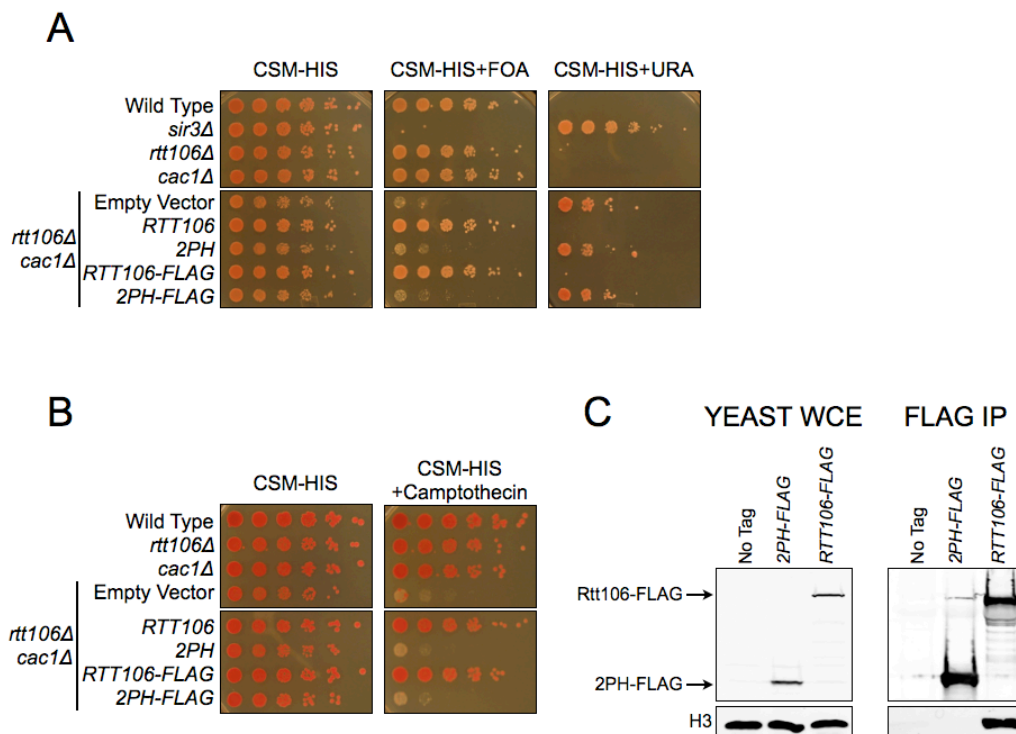 A
CSM-HIS CSM-HIS+FOA CSM-HIS+URA
Wild Type
sir3Δ
rtt106Δ
cac1Δ
rtt106Δ
cac1Δ
Empty Vector
RTT106
2PH
RTT106-FLAG
2PH-FLAG
B
CSM-HIS
CSM-HIS
+Camptothecin
Wild Type
rtt106Δ
cac1Δ
rtt106Δ
cac1Δ
Empty Vector
RTT106
2PH
RTT106-FLAG
2PH-FLAG
C
YEAST WCE FLAG IP
No Tag
2PH-FLAG
RTT106-FLAG
No Tag
2PH-FLAG
RTT106-FLAG
Rtt106-FLAG
2PH-FLAG
H3